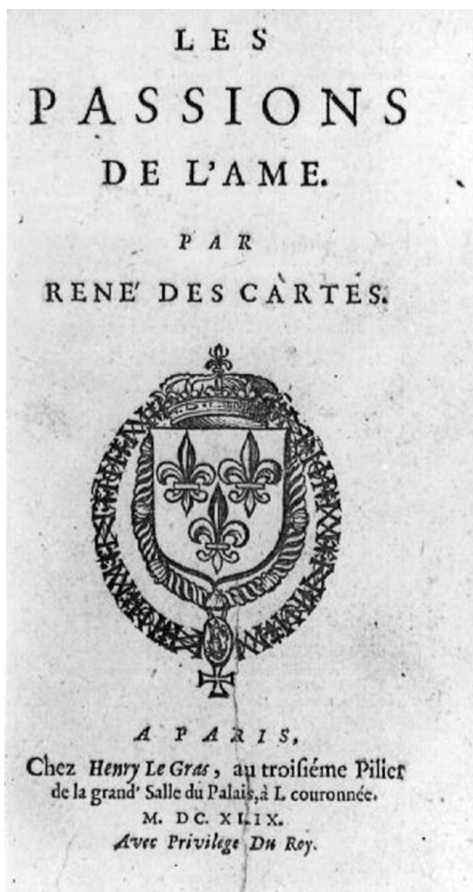 LES
PASSIONS
DE L'AME.
PAR
RENE' DES CARTES.
A PARIS,
Chez Henry Le Gras, au troisiéme Pilier
de la grand' Salle du Palais, à L couronnée.
M. DC. XLIX.
Avec Privilege Du Roy.